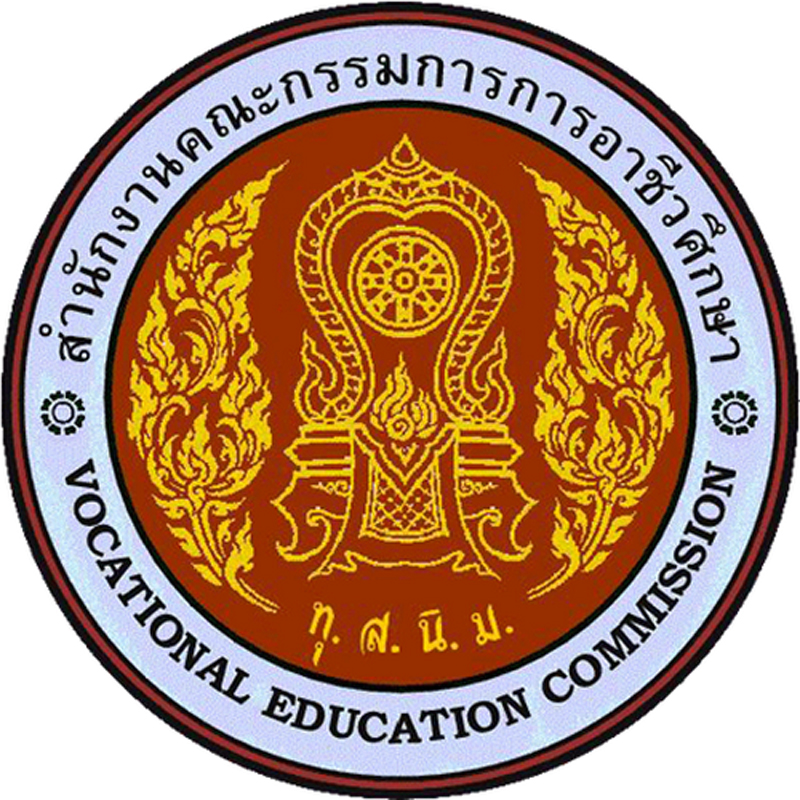 สำนักงานคณะกรรมการการอาชีวศึกษา
ทุ. ส. นิ. ม.
VOCATIONAL EDUCATION COMMISSION